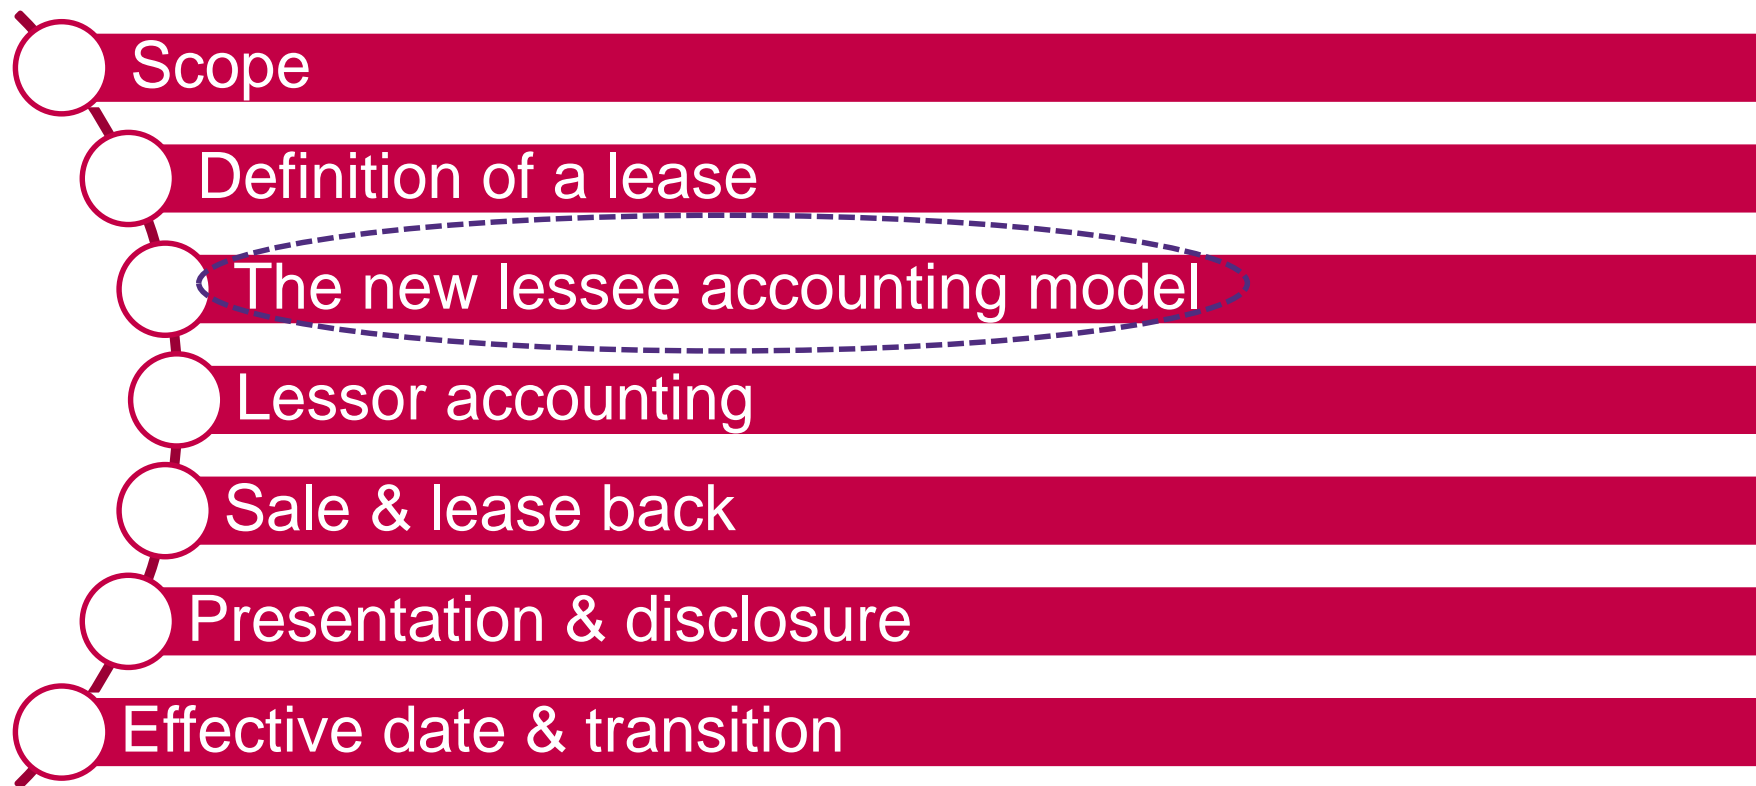 Scope
Definition of a lease
The new lessee accounting model
Lessor accounting
Sale & lease back
Presentation & disclosure
Effective date & transition